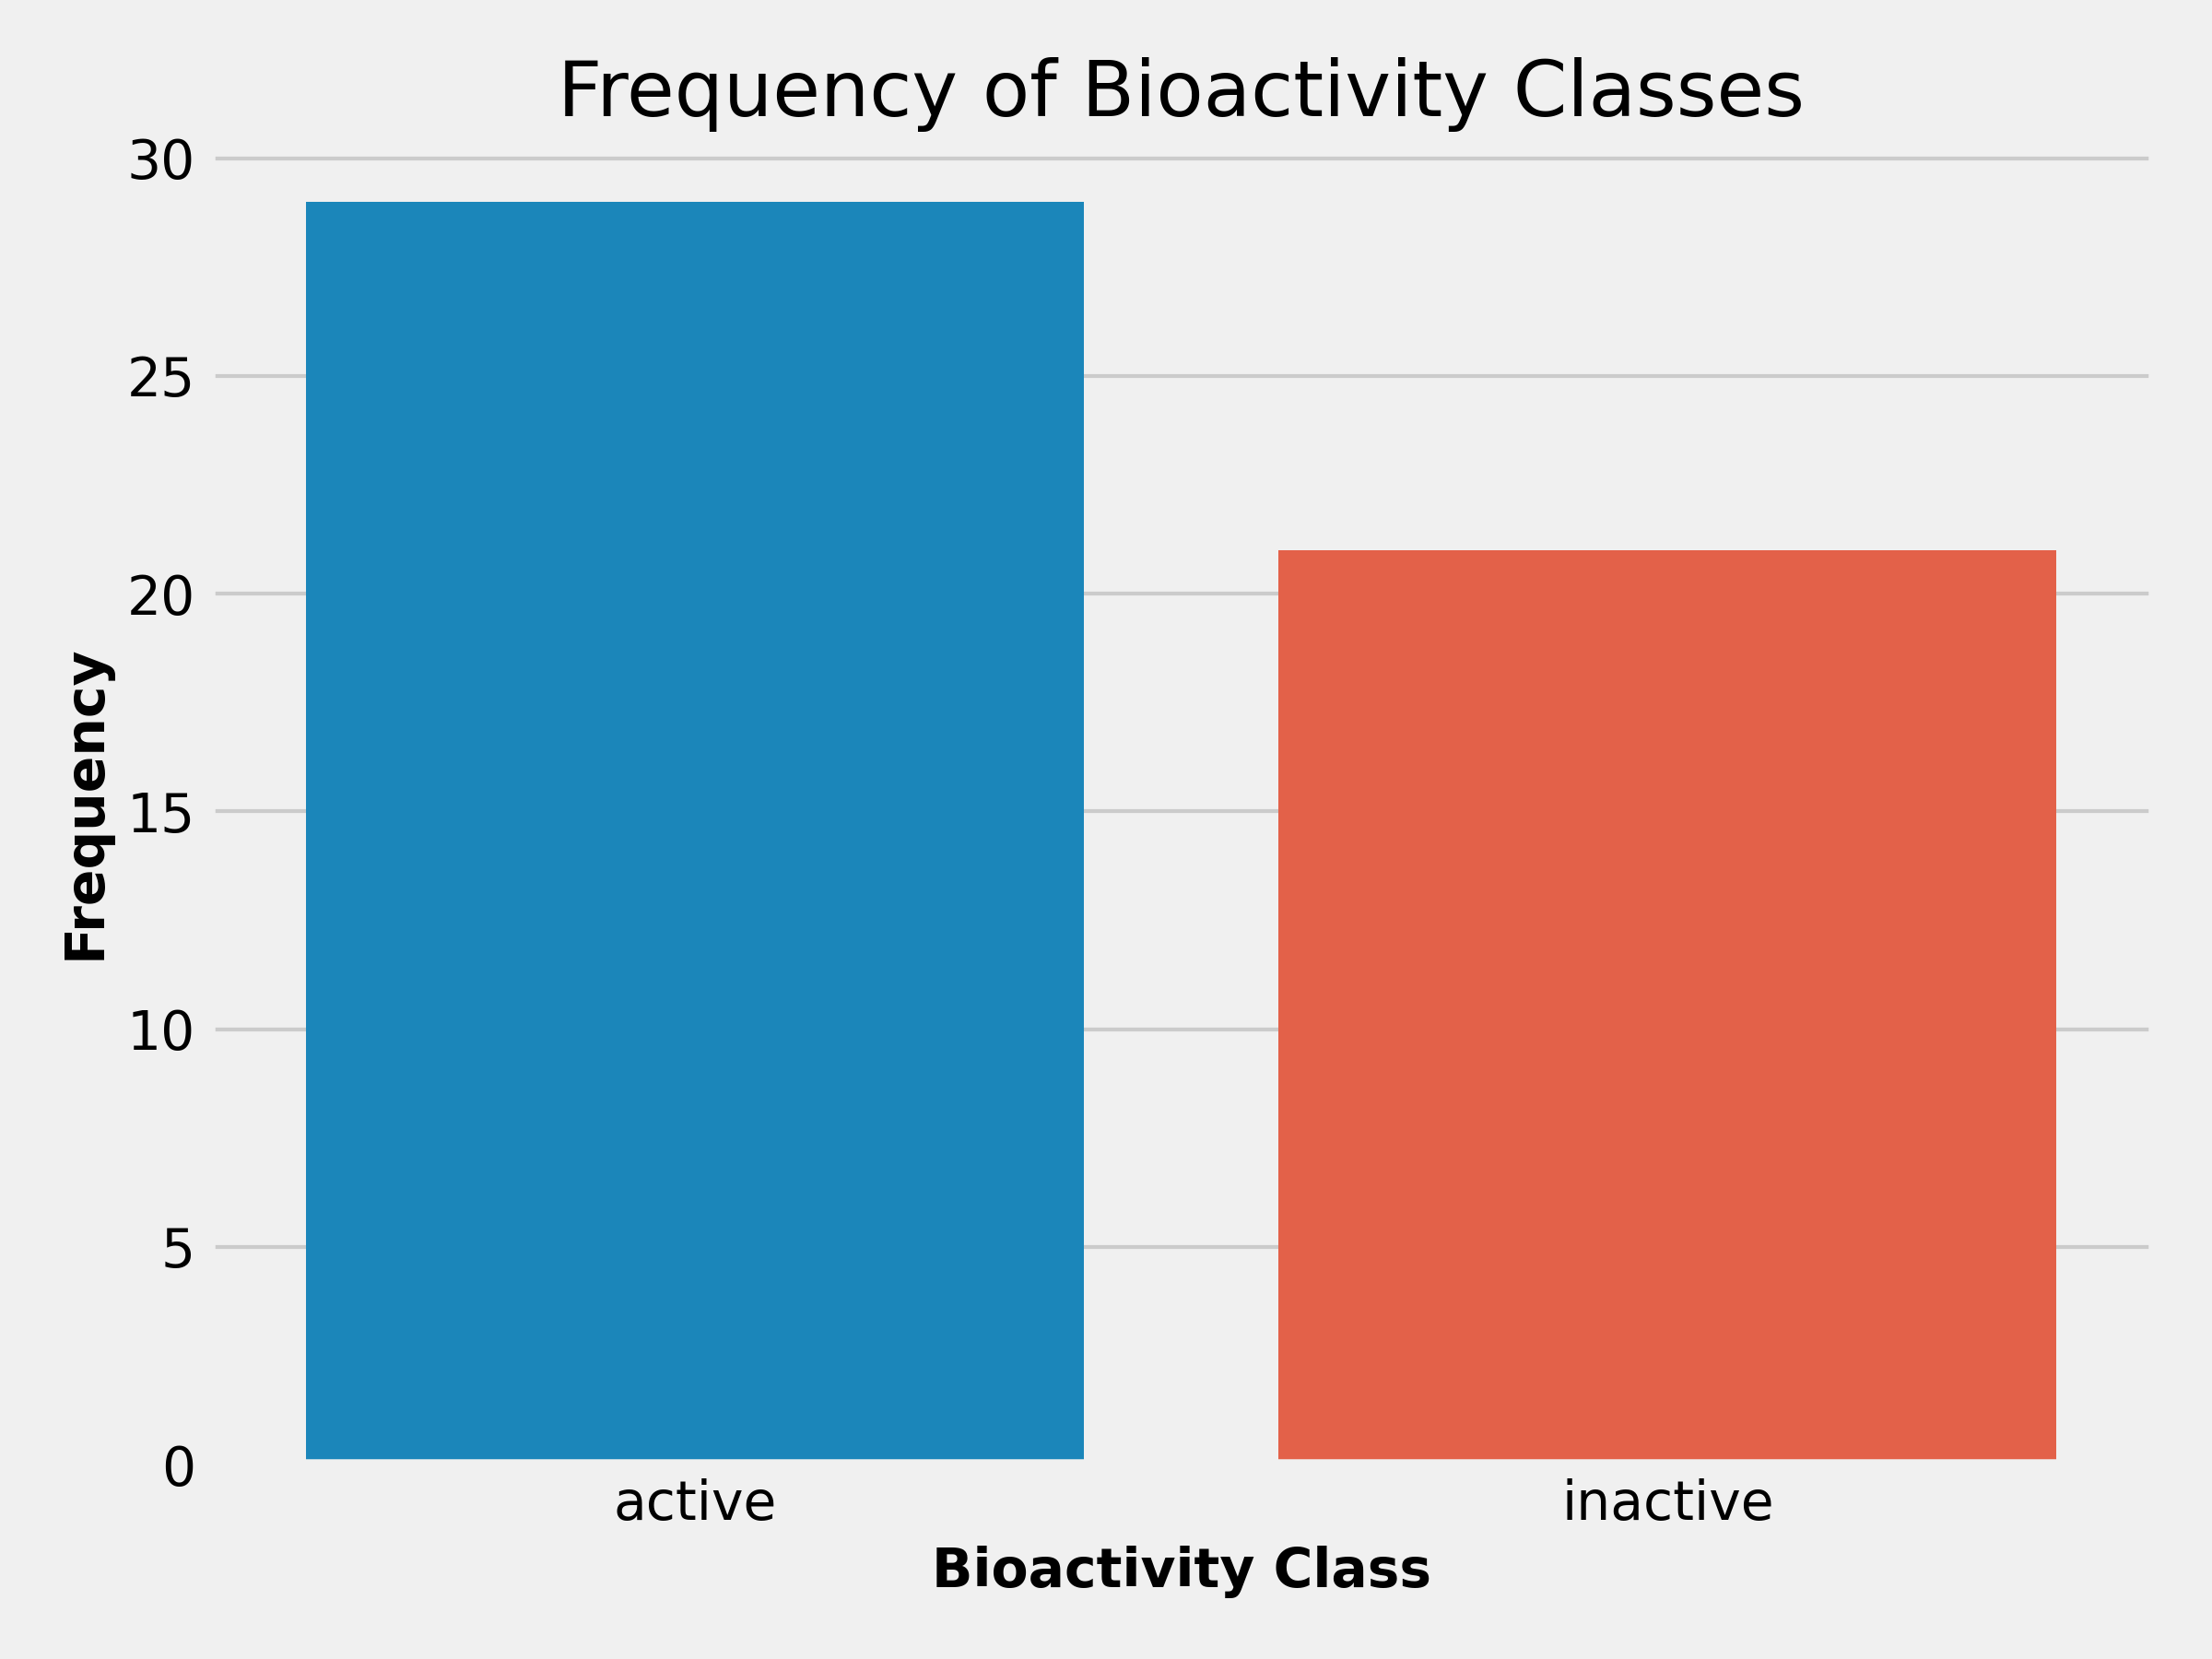 Frequency of Bioactivity Classes
30
25
20
15
10
5
0
Frequency
active
inactive
Bioactivity Class